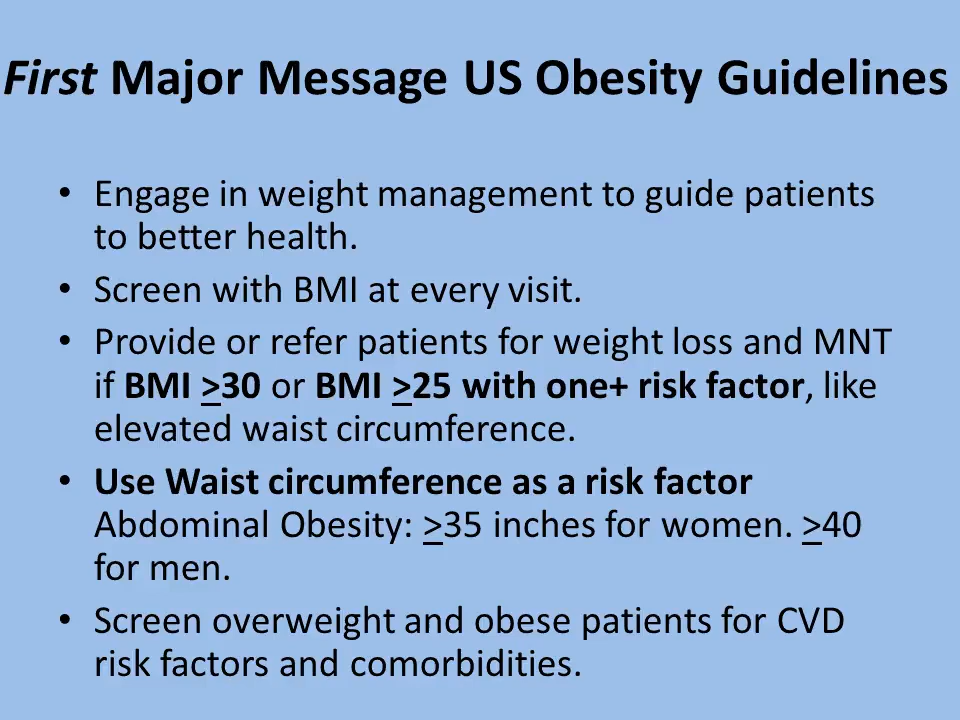 First Major Message US Obesity Guidelines
• Engage in weight management to guide patients
to better health.
• Screen with BMI at every visit.
• Provide or refer patients for weight loss and MNT
if BMI >30 or BMI >25 with one+ risk factor, like
elevated waist circumference.
• Use Waist circumference as a risk factor
Abdominal Obesity: >35 inches for women. >40
for men.
• Screen overweight and obese patients for CVD
risk factors and comorbidities.